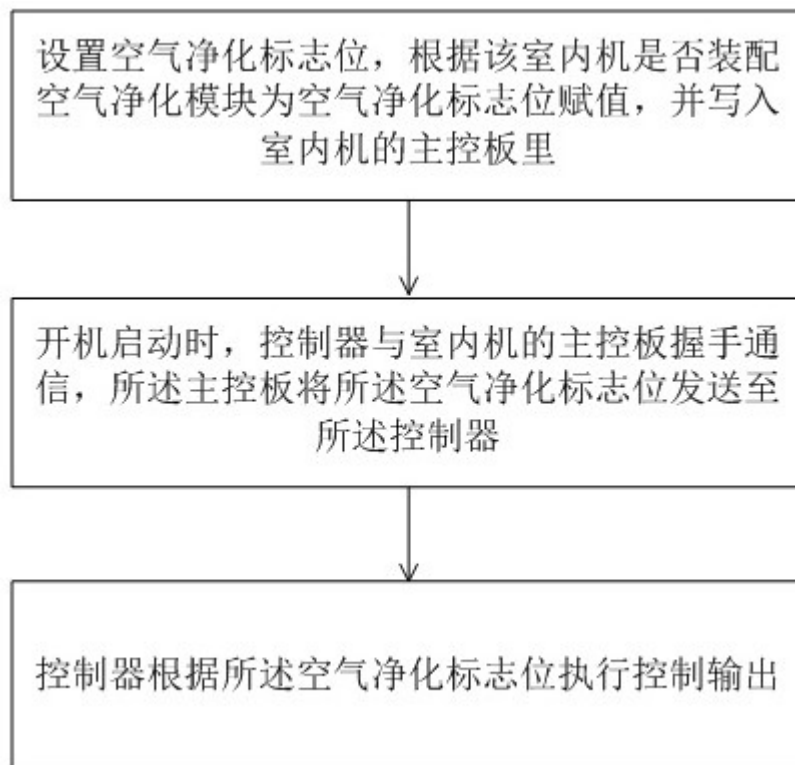 设置空气净化标志位，根据该室内机是否装配
空气净化模块为空气净化标志位赋值，并写入
室内机的主控板里
开机启动时，控制器与室内机的主控板握手通
信，所述主控板将所述空气净化标志位发送至
所述控制器
控制器根据所述空气净化标志位执行控制输出